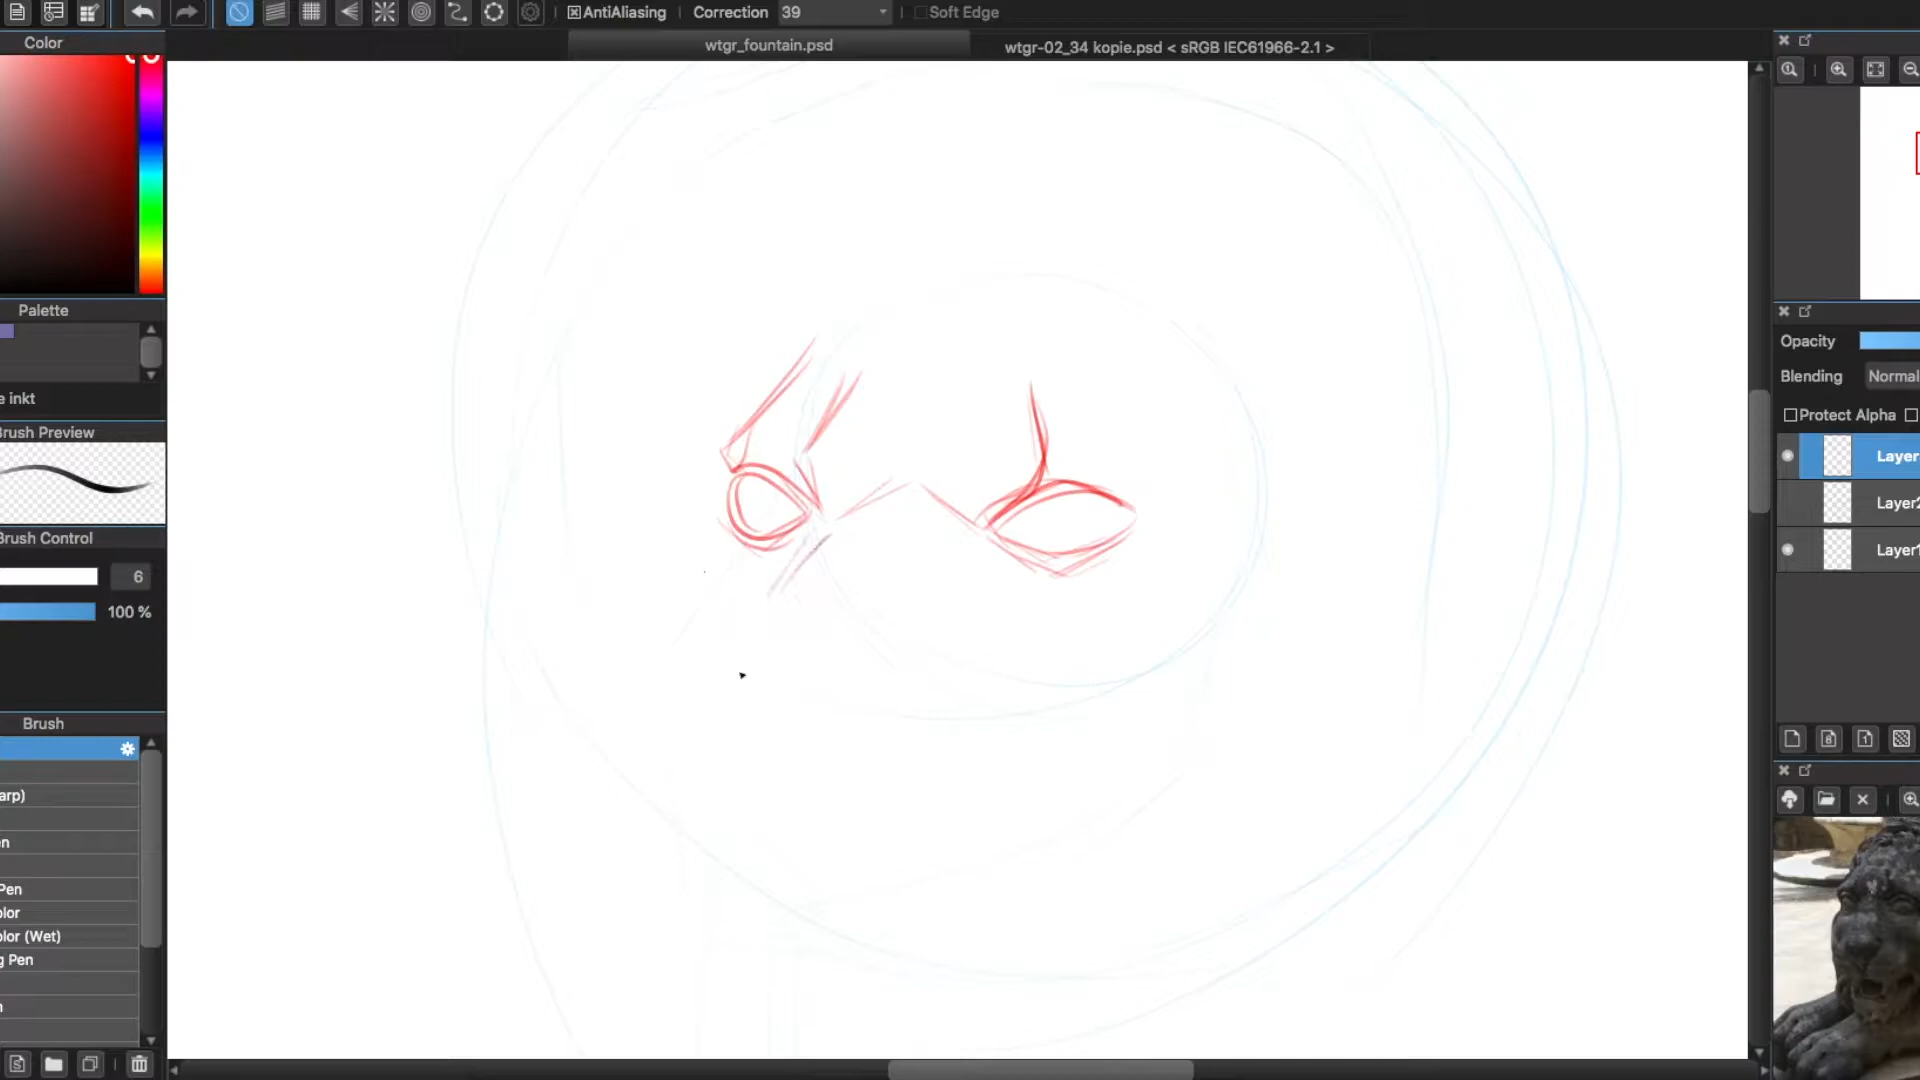 AntiAliasing
Correction 39
Soft Edge
Color
wtgr_fountain.psd
wtgr-02_34 kopie.psd < sRGB IEC61966-2.1 >
Palette
e inkt
Brush Preview
Brush Control
6
100 %
Brush
arp)
en
Pen
olor
olor (Wet)
g Pen
n
Opacity
Blending Normal
Protect Alpha
Layer
Layer2
Layer1